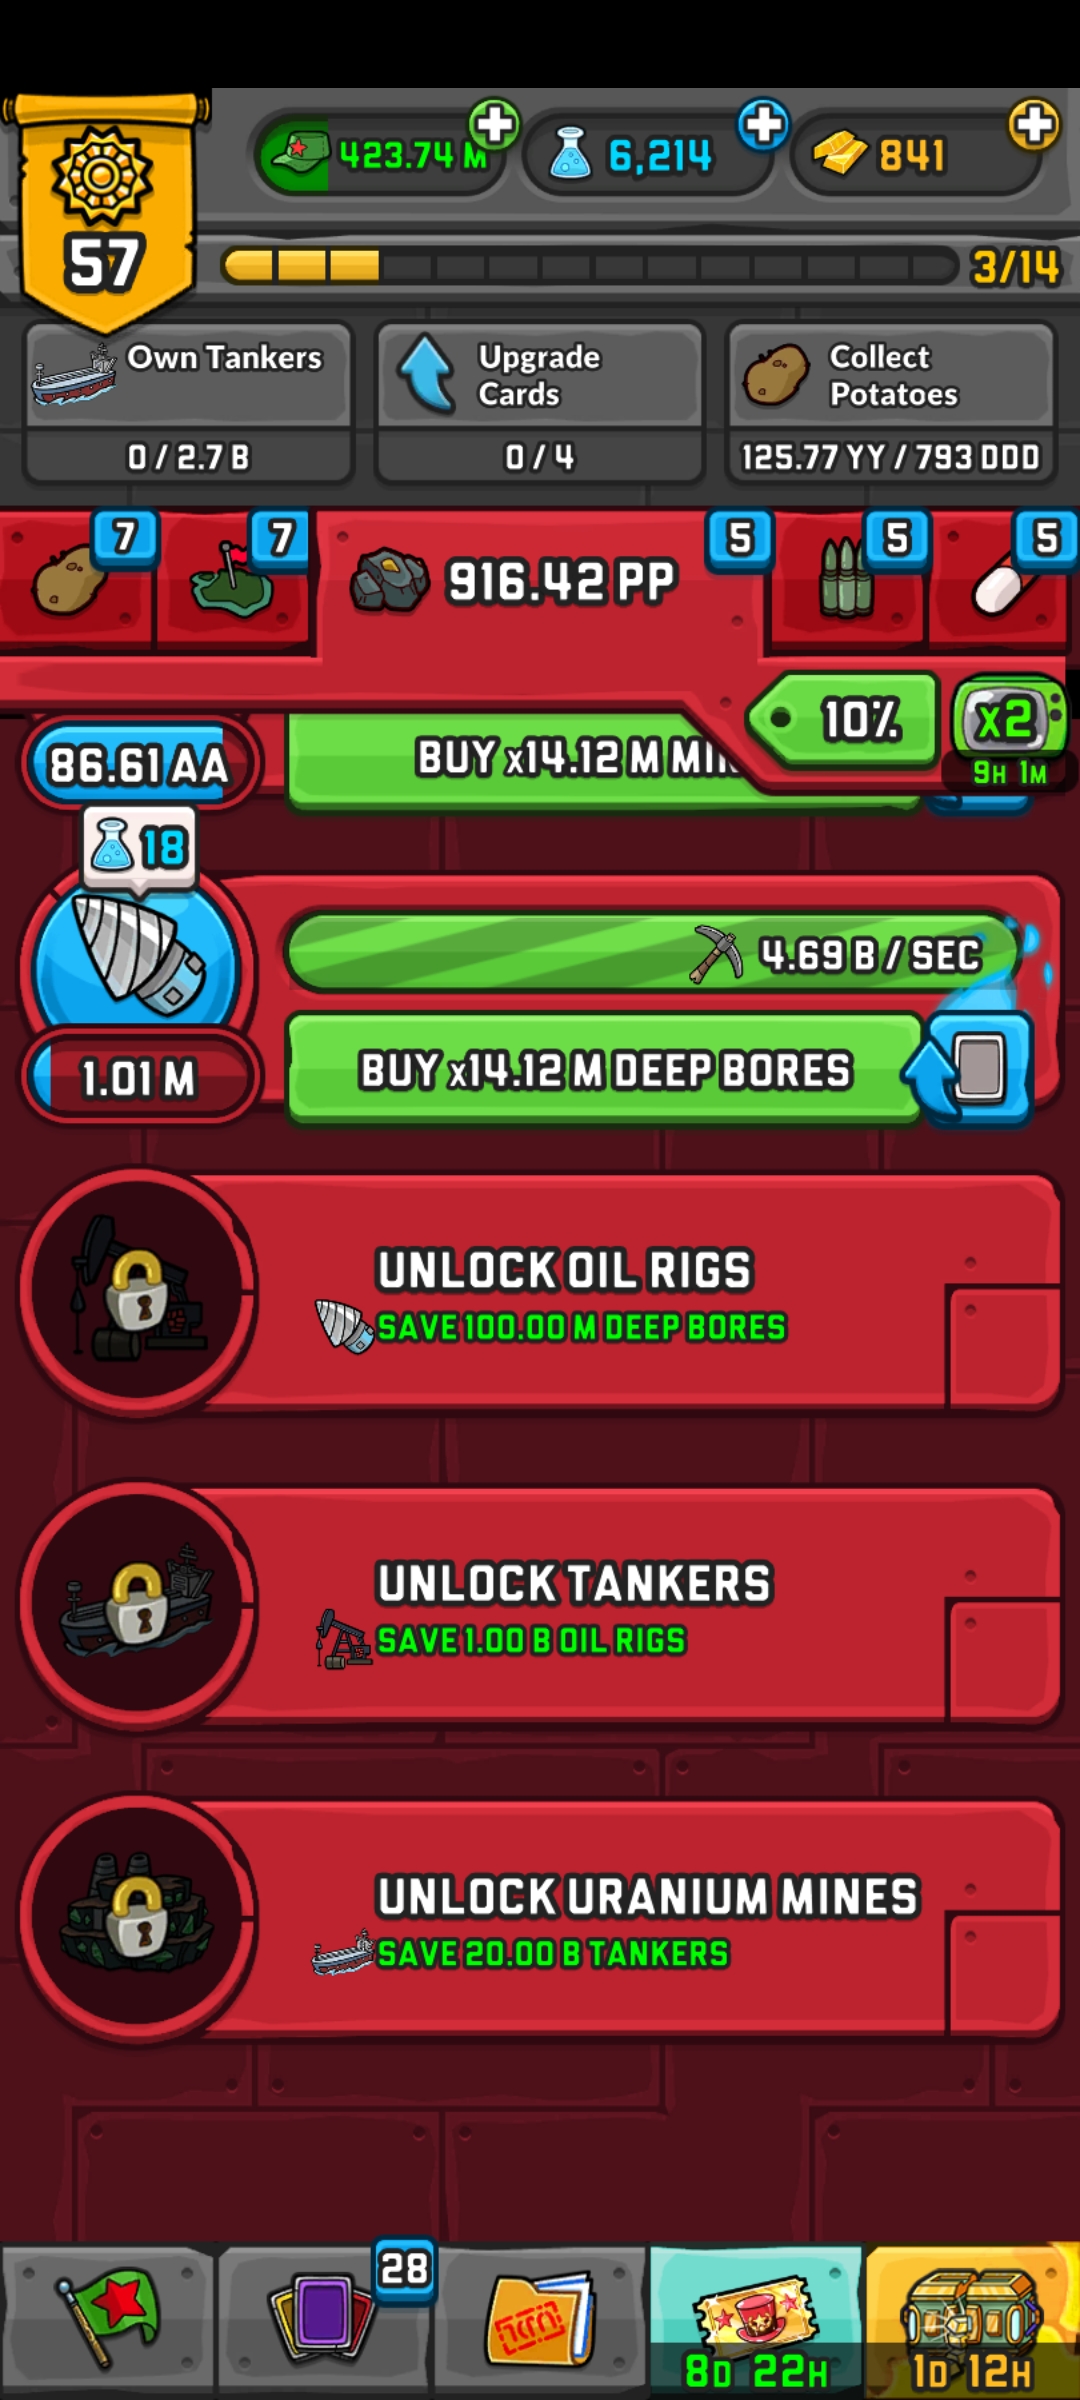 423.74 M
6,214
841
57
3/14
Own Tankers
0 / 2.7 B
Upgrade
Cards
0 / 4
Collect
Potatoes
125.77 YY / 793 DDD
7
7
916.42 PP
5
5
5
10%
x2
9H 1M
86.61 AA
BUY x14.12 M
18
4.69 B / SEC
1.01 M
BUY x14.12 M DEEP BORES
UNLOCK OIL RIGS
SAVE 100.00 M DEEP BORES
UNLOCK TANKERS
SAVE 1.00 B OIL RIGS
UNLOCK URANIUM MINES
SAVE 20.00 B TANKERS
28
8D 22H
1D 12H